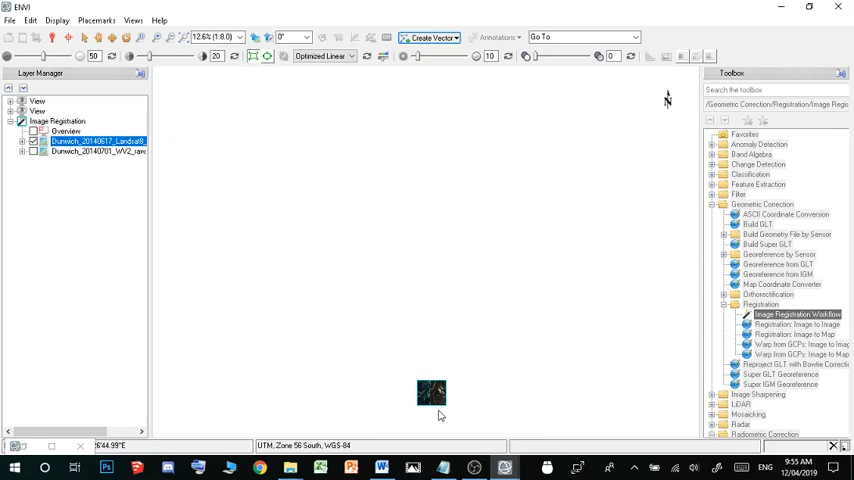 ENVI
File Edit Display Placemarks Views Help
12.6% (1:8.0) 0° Create Vector Annotations Go To
50 20 Optimized Linear 10 0
Layer Manager
View
View
Image Registration
Overview
Dunwich_20140617_Landsat8_
Dunwich_20140701_WV2_raw
N
Toolbox
Search the toolbox
/Geometric Correction/Registration/Image Regis
Favorites
Anomaly Detection
Band Algebra
Change Detection
Classification
Feature Extraction
Filter
Geometric Correction
ASCII Coordinate Conversion
Build GLT
Build Geometry File by Sensor
Build Super GLT
Georeference by Sensor
Georeference from GLT
Georeference from IGM
Map Coordinate Converter
Orthorectification
Registration
Image Registration Workflow
Registration: Image to Image
Registration: Image to Map
Warp from GCPs: Image to Imag
Warp from GCPs: Image to Map
Reproject GLT with Bowtie Correcti
Super GLT Georeference
Super IGM Georeference
Image Sharpening
LiDAR
Mosaicking
Radar
Radiometric Correction
6'44.99"E UTM, Zone 56 South, WGS-84
ENG
9:55 AM
12/04/2019